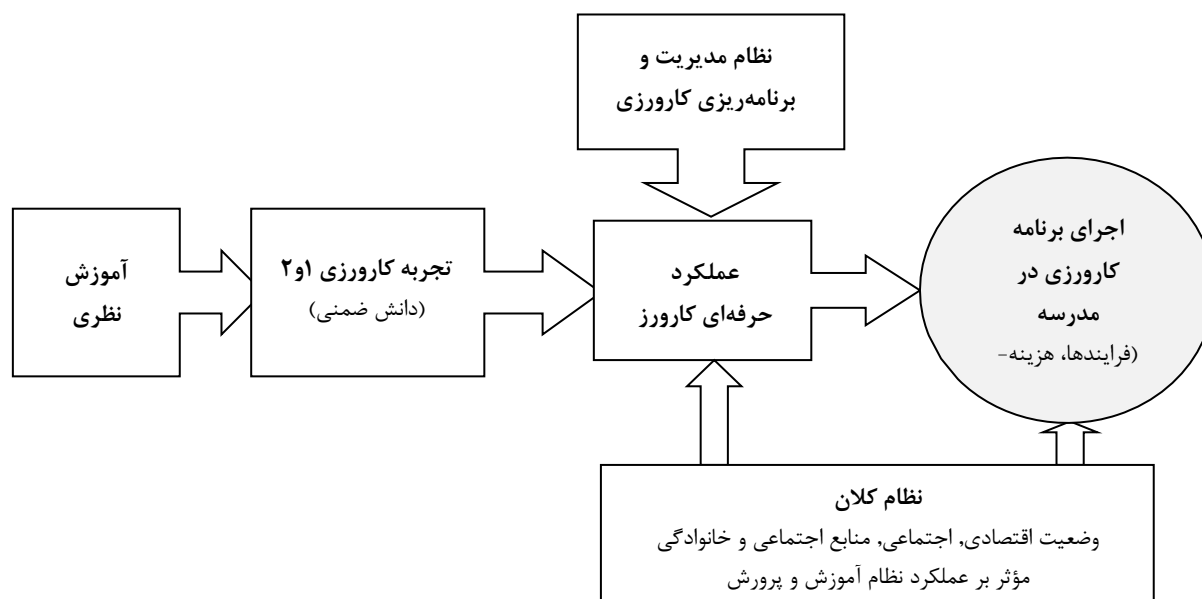 نظام مدیریت و
برنامه‌ریزی کارورزی
آموزش
نظری
تجربه کارورزی ۱و۲
(دانش ضمنی)
عملکرد
حرفه‌ای کارورز
اجرای برنامه
کارورزی در
مدرسه
(فرایندها، هزینه-
نظام کلان
وضعیت اقتصادی, اجتماعی, منابع اجتماعی و خانوادگی
مؤثر بر عملکرد نظام آموزش و پرورش